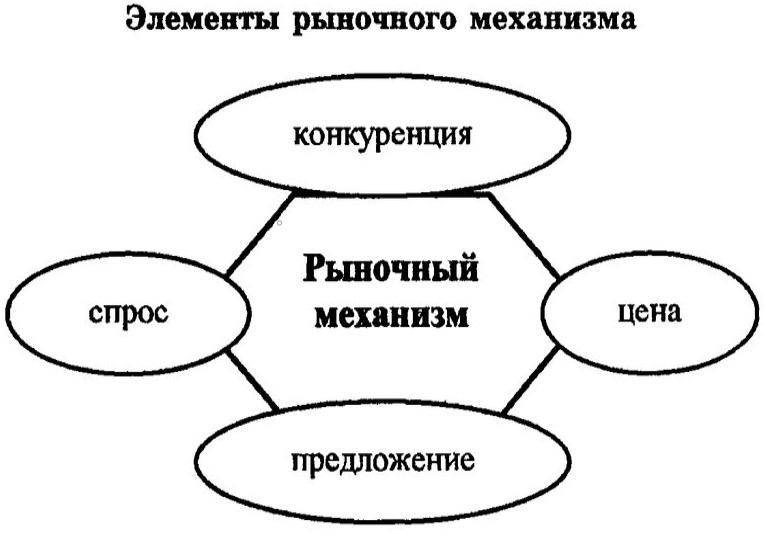 Элементы рыночного механизма
конкуренция
Рыночный
механизм
спрос
цена
предложение